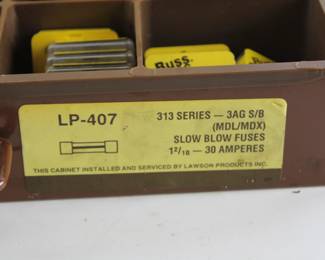 Buss
LP-407
313 SERIES — 3AG S/B
(MDL/MDX)
SLOW BLOW FUSES
1²/₁₆ — 30 AMPERES
THIS CABINET INSTALLED AND SERVICED BY LAWSON PRODUCTS INC.